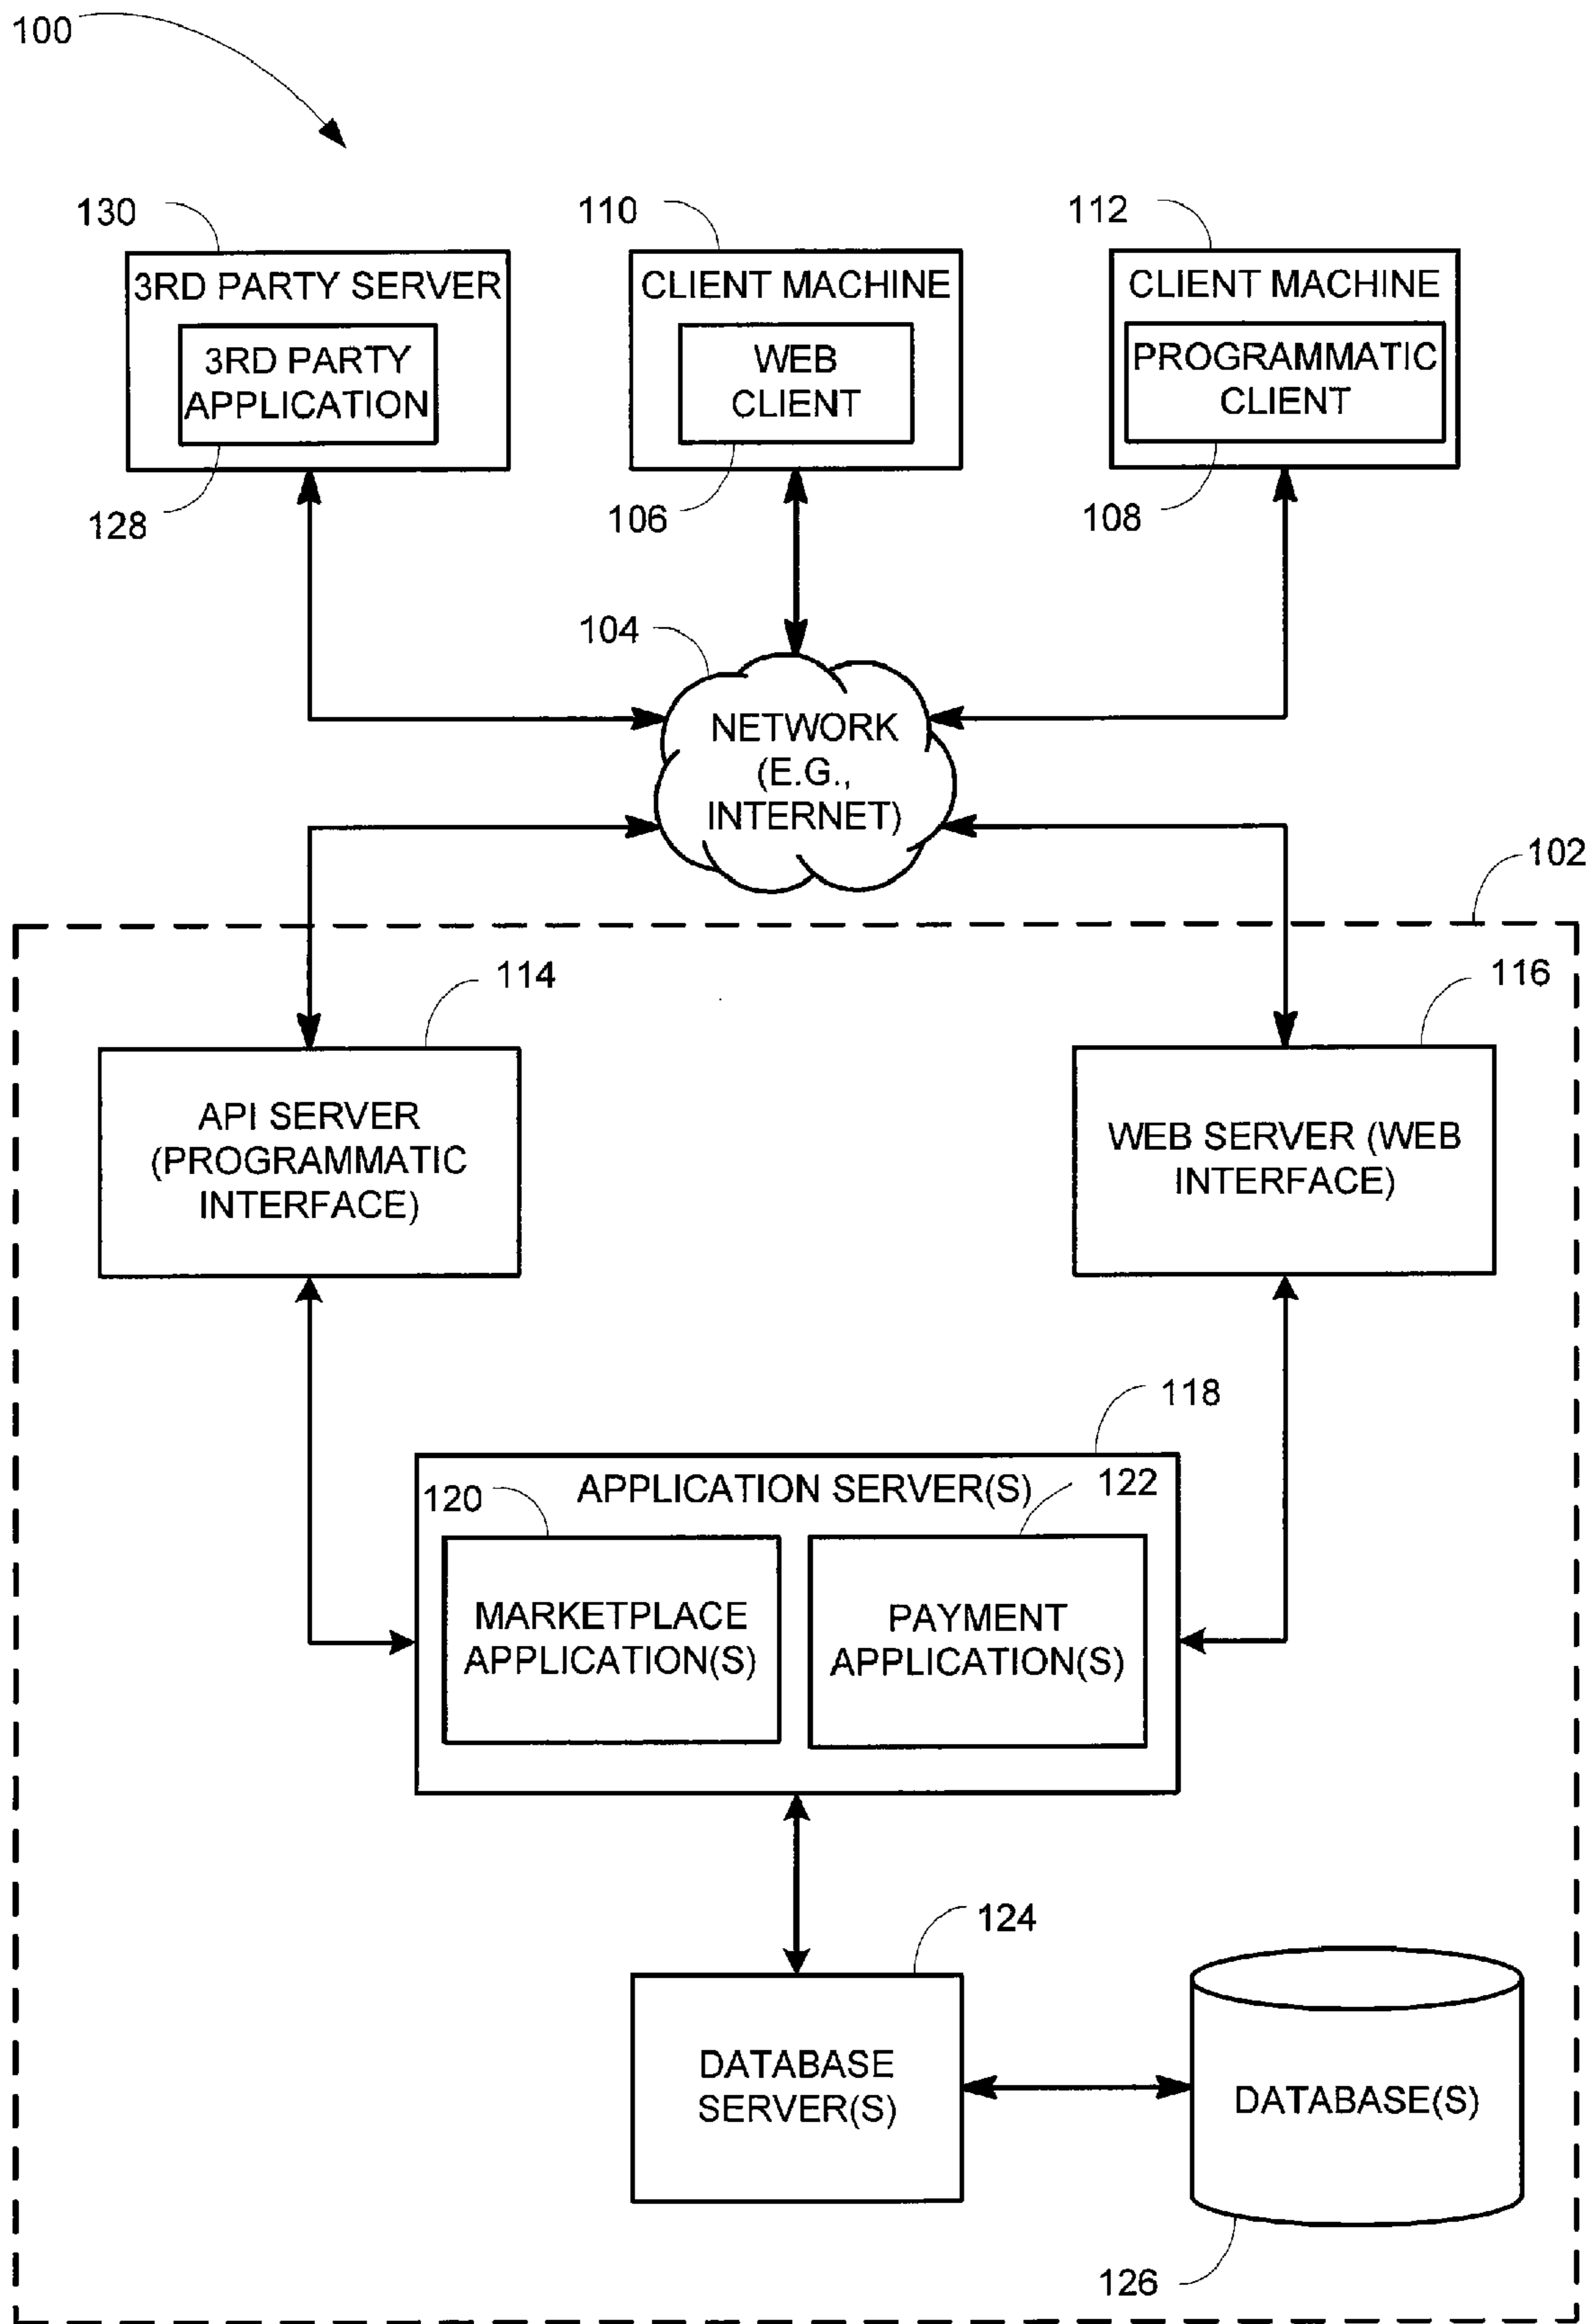 100
130
110
112
3RD PARTY SERVER
CLIENT MACHINE
CLIENT MACHINE
3RD PARTY
APPLICATION
WEB
CLIENT
PROGRAMMATIC
CLIENT
128
106
108
104
NETWORK
(E.G.,
INTERNET)
102
114
116
API SERVER
(PROGRAMMATIC
INTERFACE)
WEB SERVER (WEB
INTERFACE)
118
APPLICATION SERVER(S)
120
122
MARKETPLACE
APPLICATION(S)
PAYMENT
APPLICATION(S)
124
DATABASE
SERVER(S)
DATABASE(S)
126